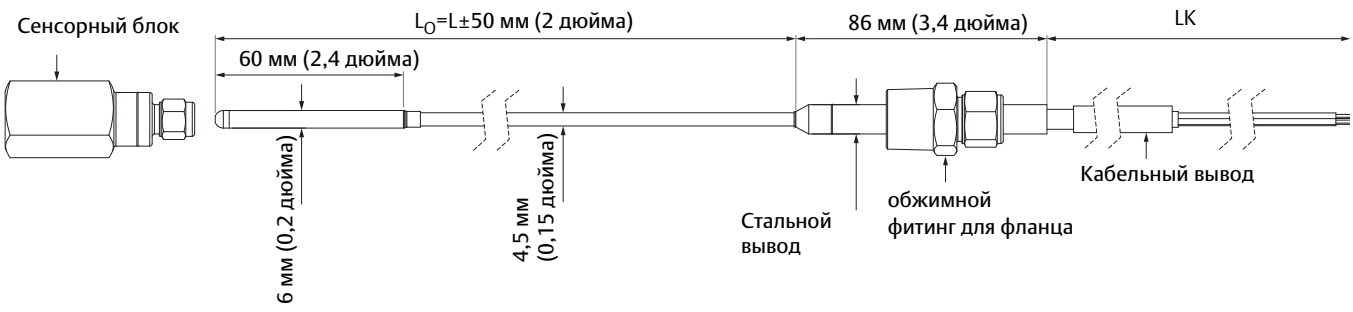 Сенсорный блок
L₀=L±50 мм (2 дюйма)
86 мм (3,4 дюйма)
LK
60 мм (2,4 дюйма)
6 мм (0,2 дюйма)
4,5 мм
(0,15 дюйма)
Стальной
вывод
обжимной
фитинг для фланца
Кабельный вывод